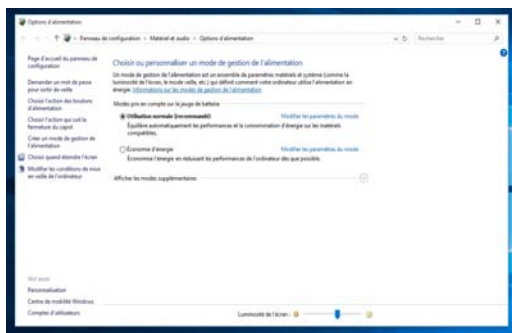 Options d'alimentation
Panneau de configuration > Matériel et audio > Options d'alimentation
Rechercher
Page d'accueil du panneau de configuration
Demander un mot de passe pour sortir de veille
Choisir l'action des boutons d'alimentation
Choisir l'action qui suit la fermeture du capot
Créer un mode de gestion de l'alimentation
Choisir quand éteindre l'écran
Modifier les conditions de mise en veille de l'ordinateur
Choisir ou personnaliser un mode de gestion de l'alimentation
Un mode de gestion de l'alimentation est un ensemble de paramètres matériels et système (comme la
luminosité de l'écran, le mode veille, etc.) qui définit comment votre ordinateur utilise l'alimentation en
énergie. Informations sur les modes de gestion de l'alimentation
Modes pris en compte sur la jauge de batterie
Utilisation normale (recommandé) Modifier les paramètres du mode
Équilibre automatiquement les performances et la consommation d'énergie sur les matériels
compatibles.
Économie d'énergie Modifier les paramètres du mode
Économise l'énergie en réduisant les performances de l'ordinateur dès que possible.
Afficher les modes supplémentaires
Voir aussi
Personnalisation
Centre de mobilité Windows
Comptes d'utilisateurs
Luminosité de l'écran :